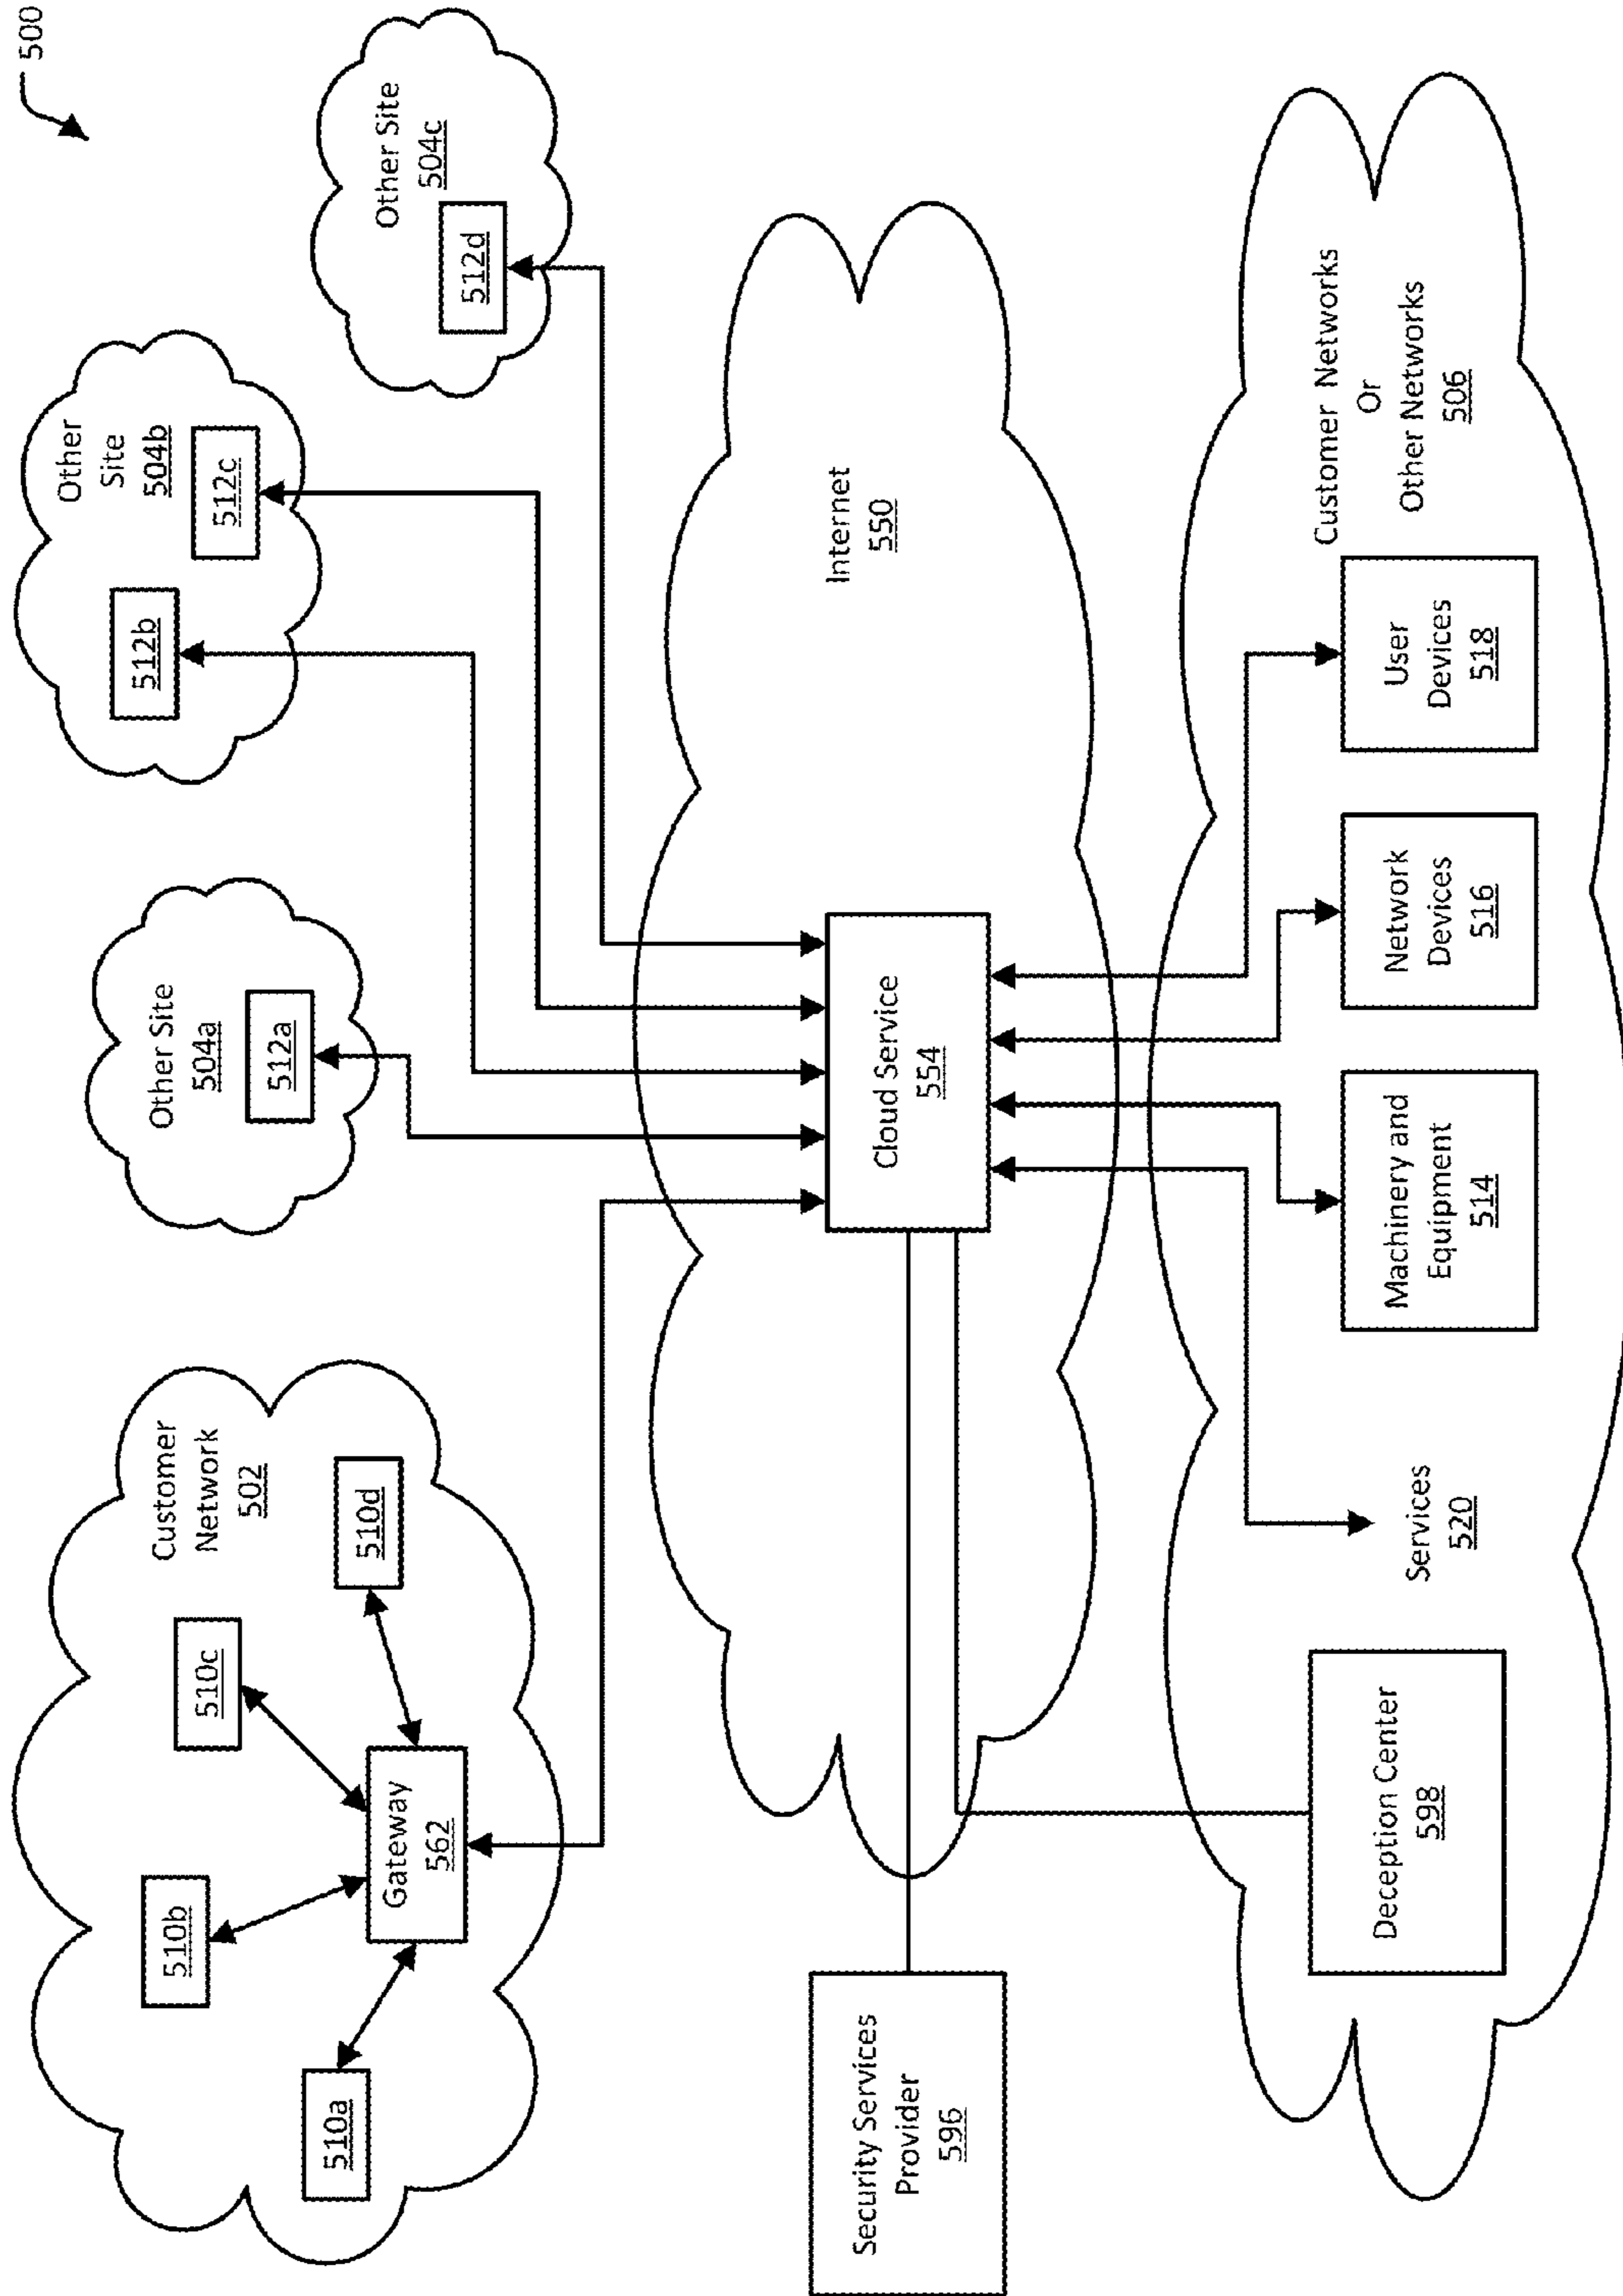 500
Customer
Network
502
510a
510b
510c
510d
Gateway
562
Other Site
504a
512a
Other
Site
504b
512b
512c
Other Site
504c
512d
Internet
550
Cloud Service
554
Security Services
Provider
596
Customer Networks
Or
Other Networks
506
Deception Center
598
Services
520
Machinery and
Equipment
514
Network
Devices
516
User
Devices
518